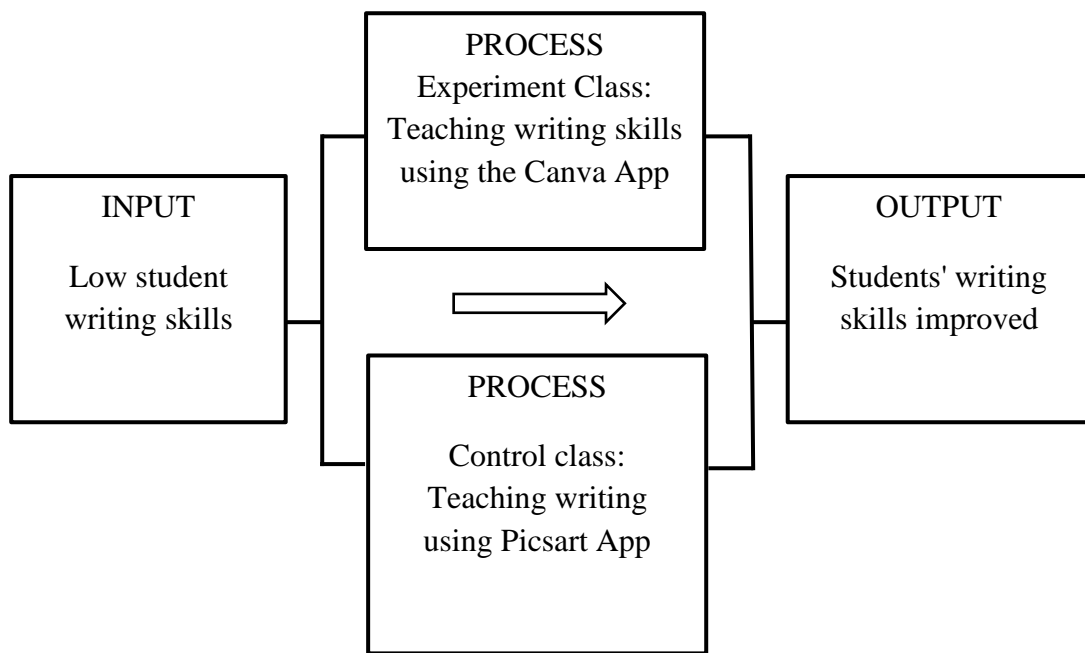 INPUT
Low student
writing skills
PROCESS
Experiment Class:
Teaching writing skills
using the Canva App
PROCESS
Control class:
Teaching writing
using Picsart App
OUTPUT
Students' writing
skills improved